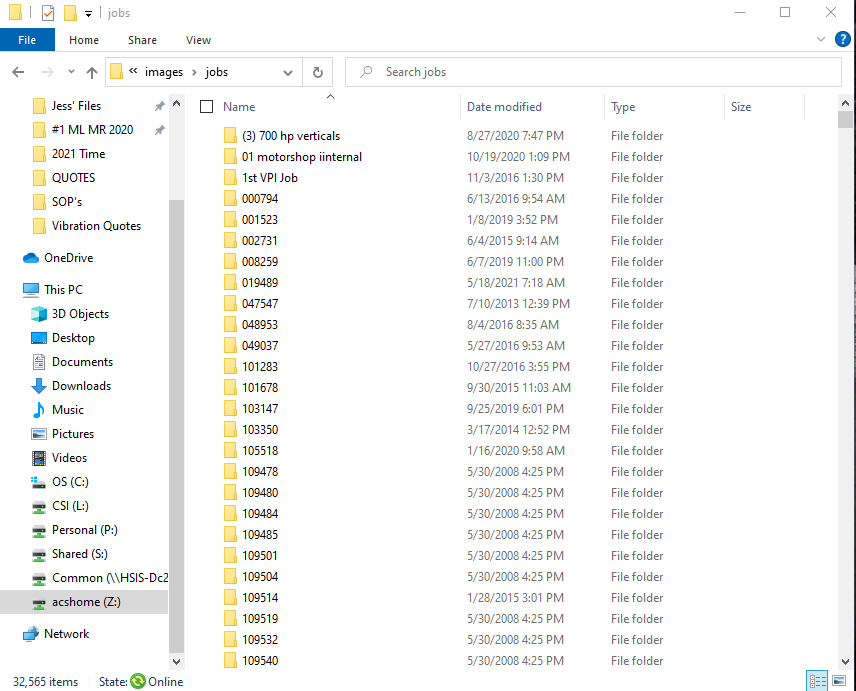 jobs
File Home Share View
« images › jobs
Search jobs
Jess' Files
#1 ML MR 2020
2021 Time
QUOTES
SOP's
Vibration Quotes
OneDrive
This PC
3D Objects
Desktop
Documents
Downloads
Music
Pictures
Videos
OS (C:)
CSI (L:)
Personal (P:)
Shared (S:)
Common (\\HSIS-Dc2
acshome (Z:)
Network
Name Date modified Type Size
(3) 700 hp verticals 8/27/2020 7:47 PM File folder
01 motorshop iinternal 10/19/2020 1:09 PM File folder
1st VPI Job 11/3/2016 1:30 PM File folder
000794 6/13/2016 9:54 AM File folder
001523 1/8/2019 3:52 PM File folder
002731 6/4/2015 9:14 AM File folder
008259 6/7/2019 11:00 PM File folder
019489 5/18/2021 7:18 AM File folder
047547 7/10/2013 12:39 PM File folder
048953 8/4/2016 8:35 AM File folder
049037 5/27/2016 9:53 AM File folder
101283 10/27/2016 3:55 PM File folder
101678 9/30/2015 11:03 AM File folder
103147 9/25/2019 6:01 PM File folder
103350 3/17/2014 12:52 PM File folder
105518 1/16/2020 9:58 AM File folder
109478 5/30/2008 4:25 PM File folder
109480 5/30/2008 4:25 PM File folder
109484 5/30/2008 4:25 PM File folder
109485 5/30/2008 4:25 PM File folder
109501 5/30/2008 4:25 PM File folder
109504 5/30/2008 4:25 PM File folder
109514 1/28/2015 3:01 PM File folder
109519 5/30/2008 4:25 PM File folder
109532 5/30/2008 4:25 PM File folder
109540 5/30/2008 4:25 PM File folder
32,565 items State: Online